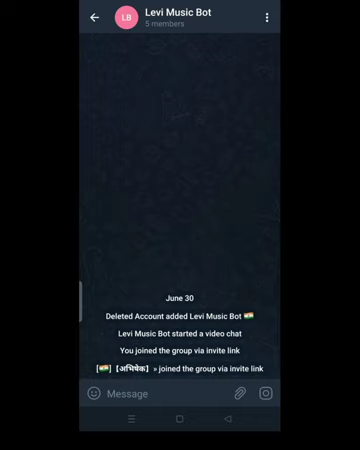 Levi Music Bot
LB
5 members
June 30
Deleted Account added Levi Music Bot 🇮🇳
Levi Music Bot started a video chat
You joined the group via invite link
[🇮🇳]【अभिषेक】» joined the group via invite link
Message